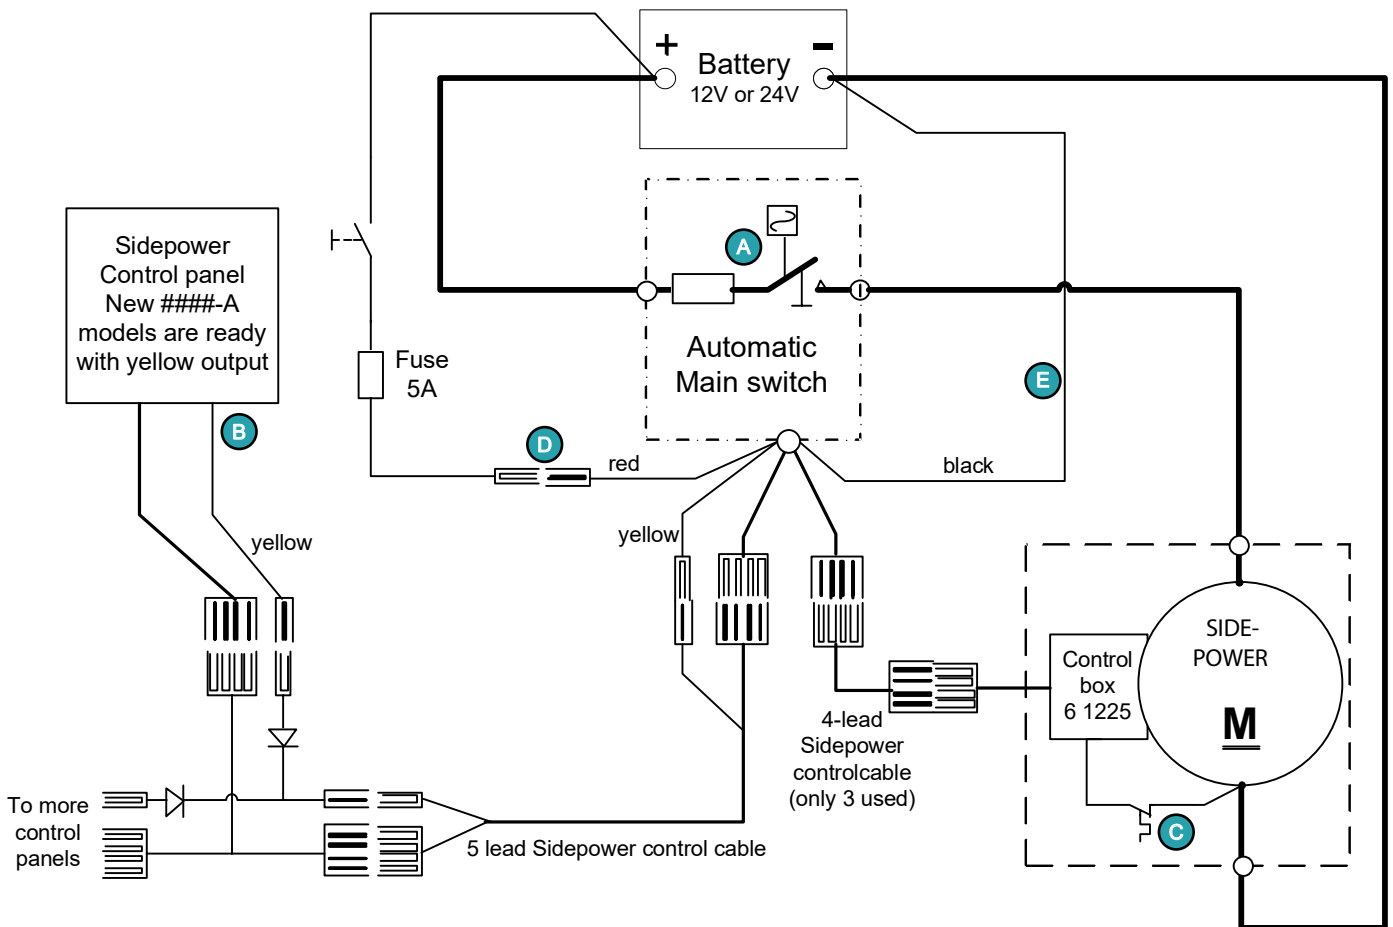 +
–
Battery
12V or 24V
Sidepower
Control panel
New ####-A
models are ready
with yellow output
A
Automatic
Main switch
Fuse
5A
B
D
E
red
black
yellow
yellow
SIDE-
POWER
M
Control
box
6 1225
4-lead
Sidepower
controlcable
(only 3 used)
C
To more
control
panels
5 lead Sidepower control cable